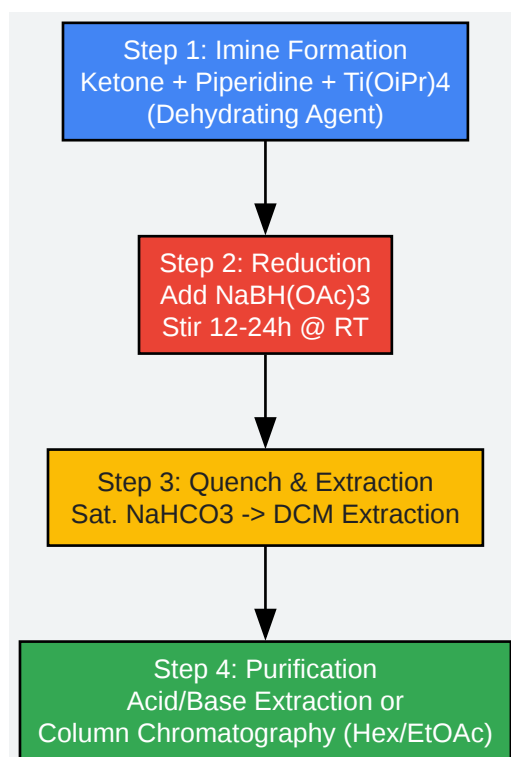 Step 1: Imine Formation
Ketone + Piperidine + Ti(OiPr)4
(Dehydrating Agent)
Step 2: Reduction
Add NaBH(OAc)3
Stir 12-24h @ RT
Step 3: Quench & Extraction
Sat. NaHCO3 -> DCM Extraction
Step 4: Purification
Acid/Base Extraction or
Column Chromatography (Hex/EtOAc)